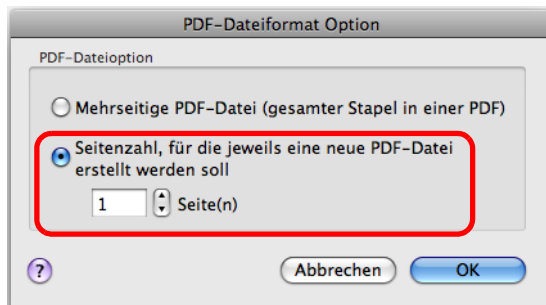 PDF-Dateiformat Option
PDF-Dateioption
Mehrseitige PDF-Datei (gesamter Stapel in einer PDF)
Seitenzahl, für die jeweils eine neue PDF-Datei
erstellt werden soll
1 Seite(n)
? Abbrechen OK